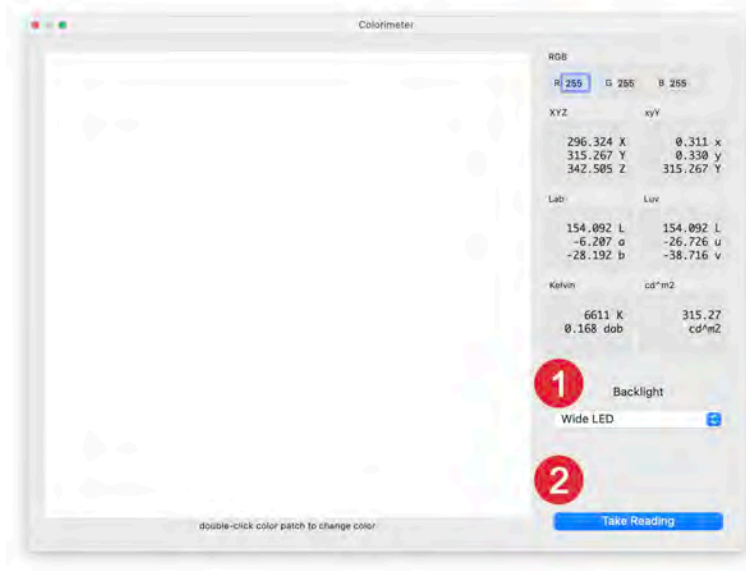 Colorimeter
RGB
R 255 G 255 B 255
XYZ xyY
296.324 X 0.311 x
315.267 Y 0.330 y
342.505 Z 315.267 Y
Lab Luv
154.092 L 154.092 L
-6.207 a -26.726 u
-28.192 b -38.716 v
Kelvin cd^m2
6611 K 315.27
0.168 dab cd^m2
1
Backlight
Wide LED
2
Take Reading
double-click color patch to change color